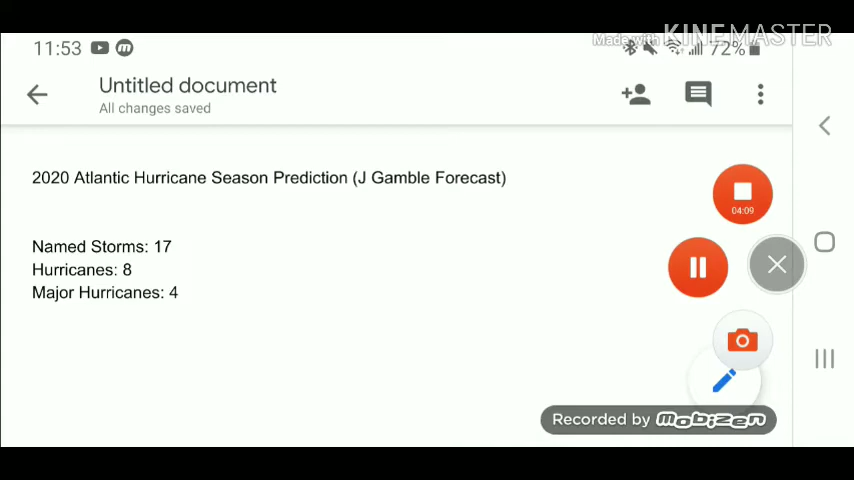 Made with KINEMASTER
11:53
72%
Untitled document
All changes saved
2020 Atlantic Hurricane Season Prediction (J Gamble Forecast)
04:09
Named Storms: 17
Hurricanes: 8
Major Hurricanes: 4
Recorded by mobizen